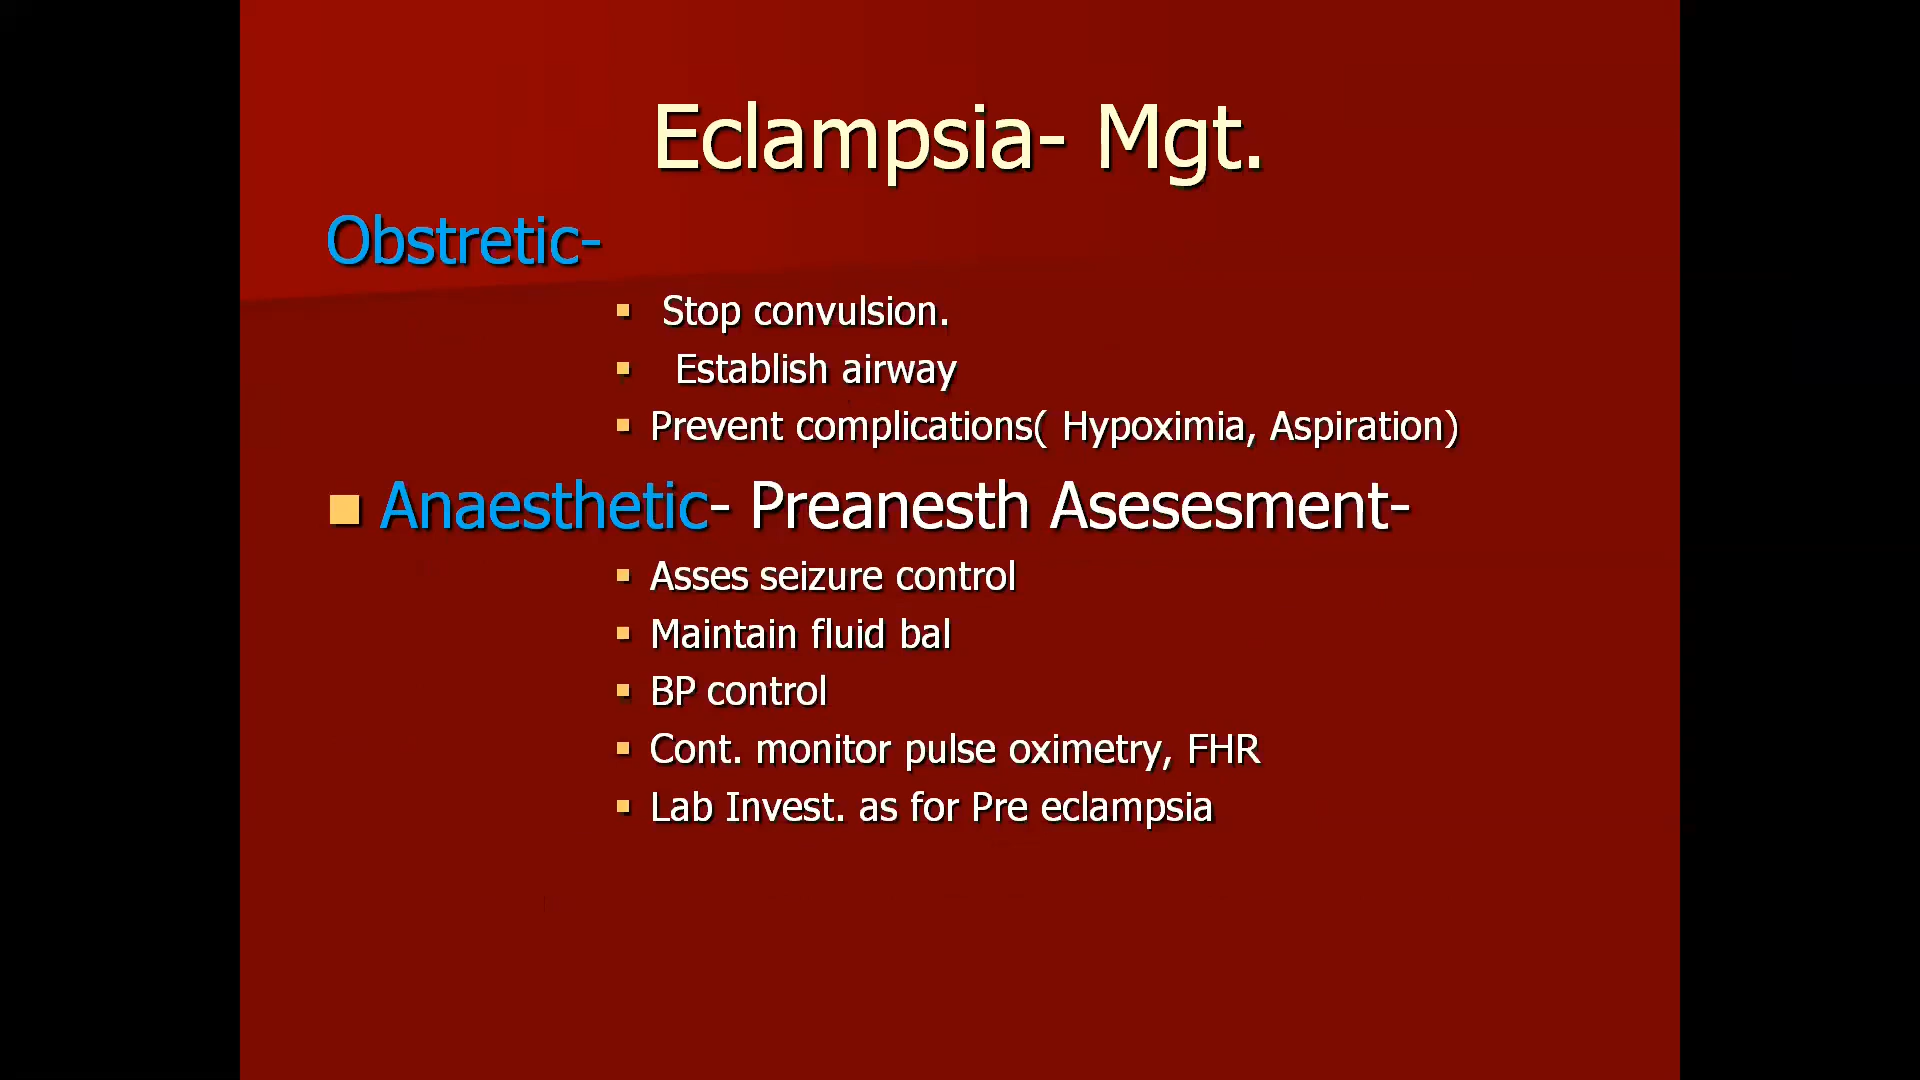 Eclampsia- Mgt.
Obstretic-
Stop convulsion.
Establish airway
Prevent complications( Hypoximia, Aspiration)
Anaesthetic- Preanesth Asesesment-
Asses seizure control
Maintain fluid bal
BP control
Cont. monitor pulse oximetry, FHR
Lab Invest. as for Pre eclampsia